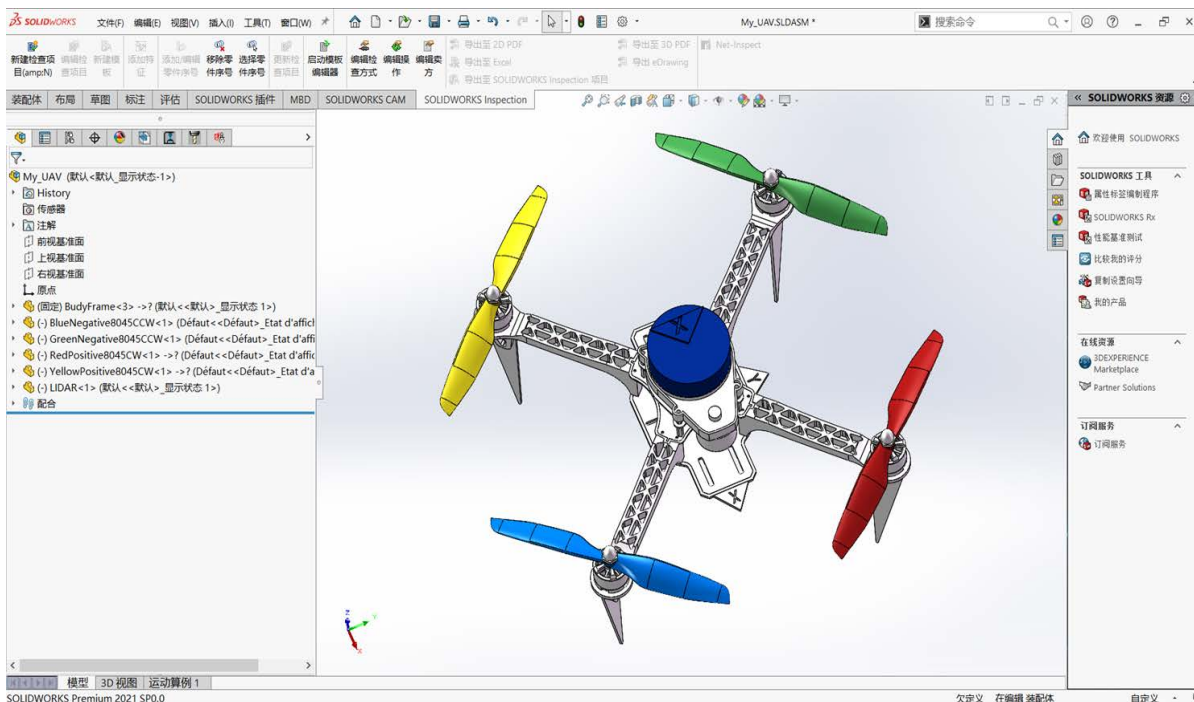 SOLIDWORKS 文件(F) 编辑(E) 视图(V) 插入(I) 工具(T) 窗口(W) My_UAV.SLDASM * 搜索命令
新建检查项目(amp:N) 编辑检查项目 新建模板 添加特征 添加/编辑零件序号 移除零件序号 选择零件序号 更新检查项目 启动模板编辑器 编辑检查方式 编辑操作 编辑卖方
导出至 2D PDF 导出至 3D PDF Net-Inspect
导出至 Excel 导出 eDrawing
导出至 SOLIDWORKS Inspection 项目
装配体 布局 草图 标注 评估 SOLIDWORKS 插件 MBD SOLIDWORKS CAM SOLIDWORKS Inspection
My_UAV (默认<默认_显示状态-1>)
History
传感器
注解
前视基准面
上视基准面
右视基准面
原点
(固定) BudyFrame<3> ->? (默认<<默认>_显示状态 1>)
(-) BlueNegative8045CCW<1> (Défaut<<Défaut>_Etat d'affich
(-) GreenNegative8045CCW<1> (Défaut<<Défaut>_Etat d'affi
(-) RedPositive8045CW<1> ->? (Défaut<<Défaut>_Etat d'affic
(-) YellowPositive8045CW<1> ->? (Défaut<<Défaut>_Etat d'a
(-) LIDAR<1> (默认<<默认>_显示状态 1>)
配合
X
Y
X
Z
Y
X
« SOLIDWORKS 资源
欢迎使用 SOLIDWORKS
SOLIDWORKS 工具
属性标签编制程序
SOLIDWORKS Rx
性能基准测试
比较我的评分
复制设置向导
我的产品
在线资源
3DEXPERIENCE
Marketplace
Partner Solutions
订阅服务
订阅服务
模型 3D 视图 运动算例 1
SOLIDWORKS Premium 2021 SP0.0 欠定义 在编辑 装配体 自定义